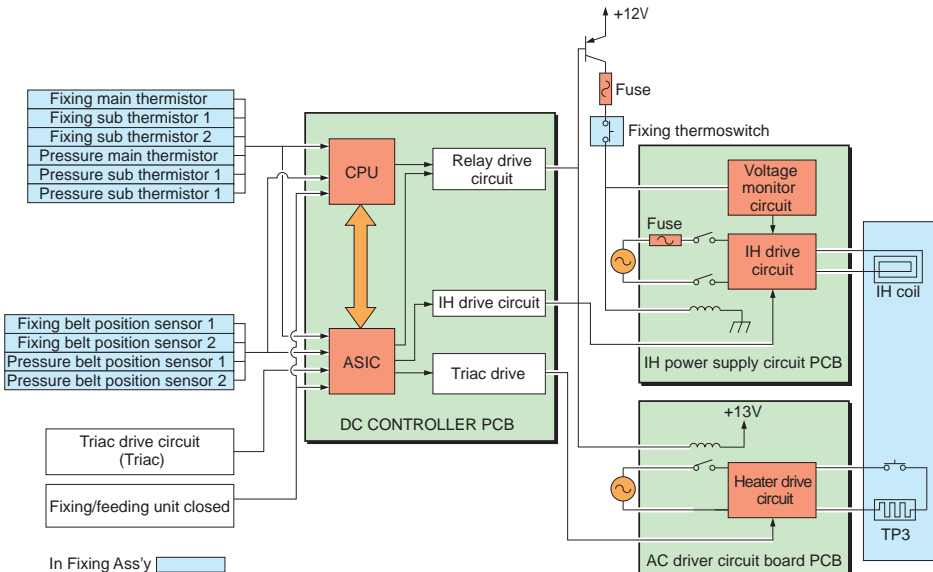 +12V
Fuse
Fixing thermoswitch
Fixing main thermistor
Fixing sub thermistor 1
Fixing sub thermistor 2
Pressure main thermistor
Pressure sub thermistor 1
Pressure sub thermistor 1
CPU
Relay drive
circuit
Voltage
monitor
circuit
Fuse
IH drive
circuit
IH coil
IH power supply circuit PCB
Fixing belt position sensor 1
Fixing belt position sensor 2
Pressure belt position sensor 1
Pressure belt position sensor 2
ASIC
IH drive circuit
Triac drive
DC CONTROLLER PCB
Triac drive circuit
(Triac)
Fixing/feeding unit closed
+13V
Heater drive
circuit
TP3
AC driver circuit board PCB
In Fixing Ass'y